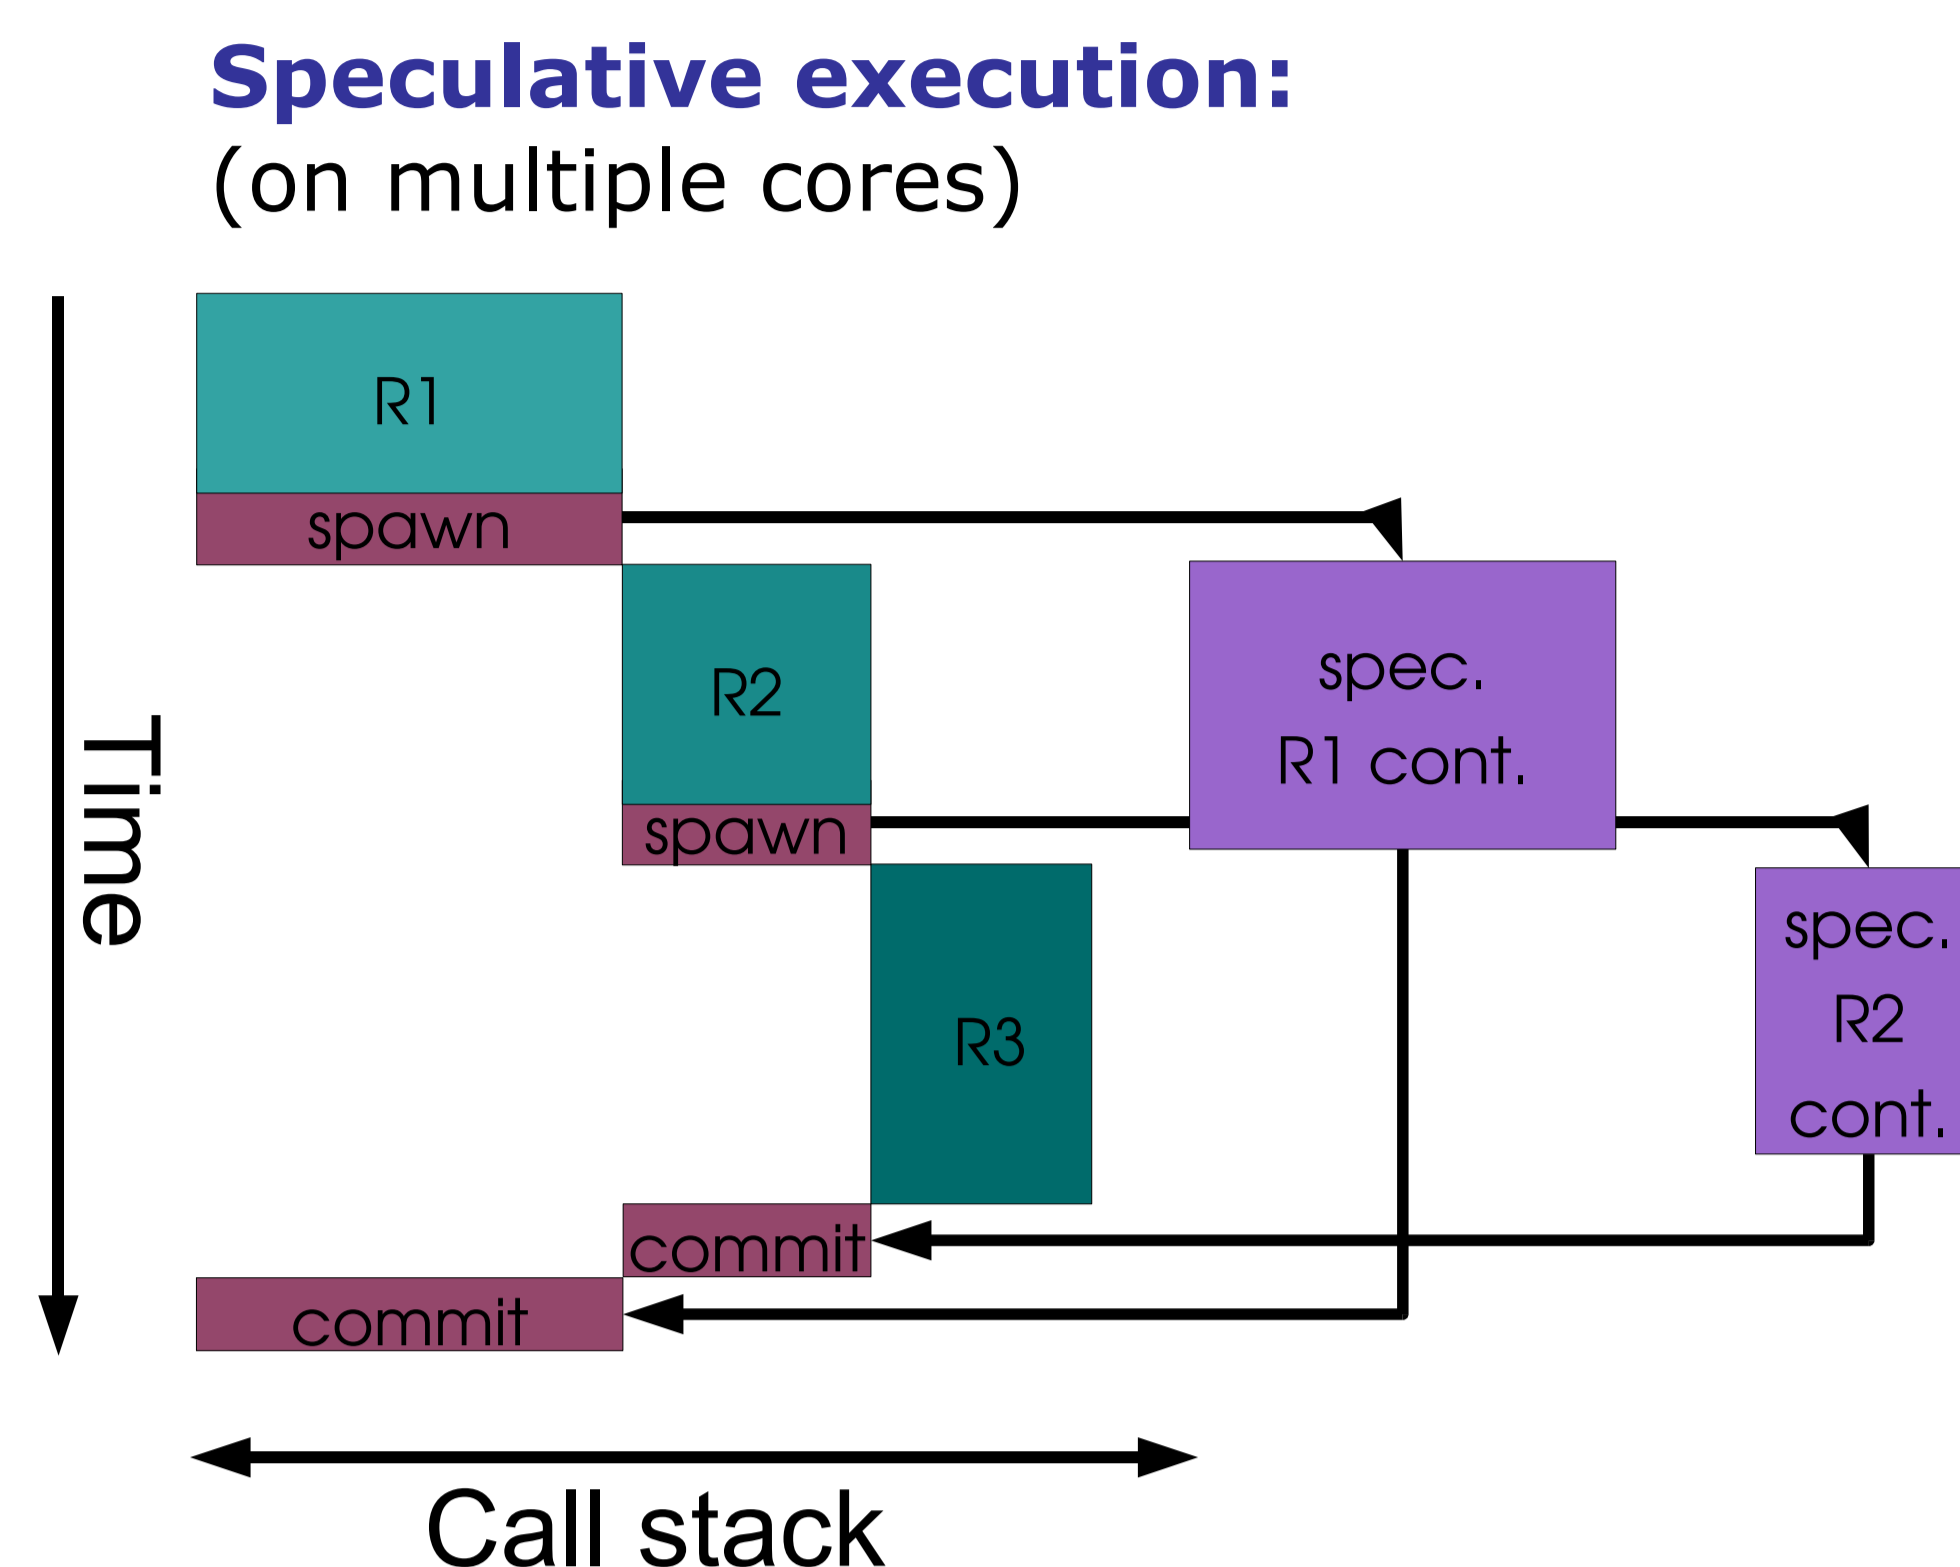 Speculative execution:
(on multiple cores)
R1
spawn
R2
spec.
R1 cont.
spawn
spec.
R2
cont.
R3
commit
commit
Time
Call stack